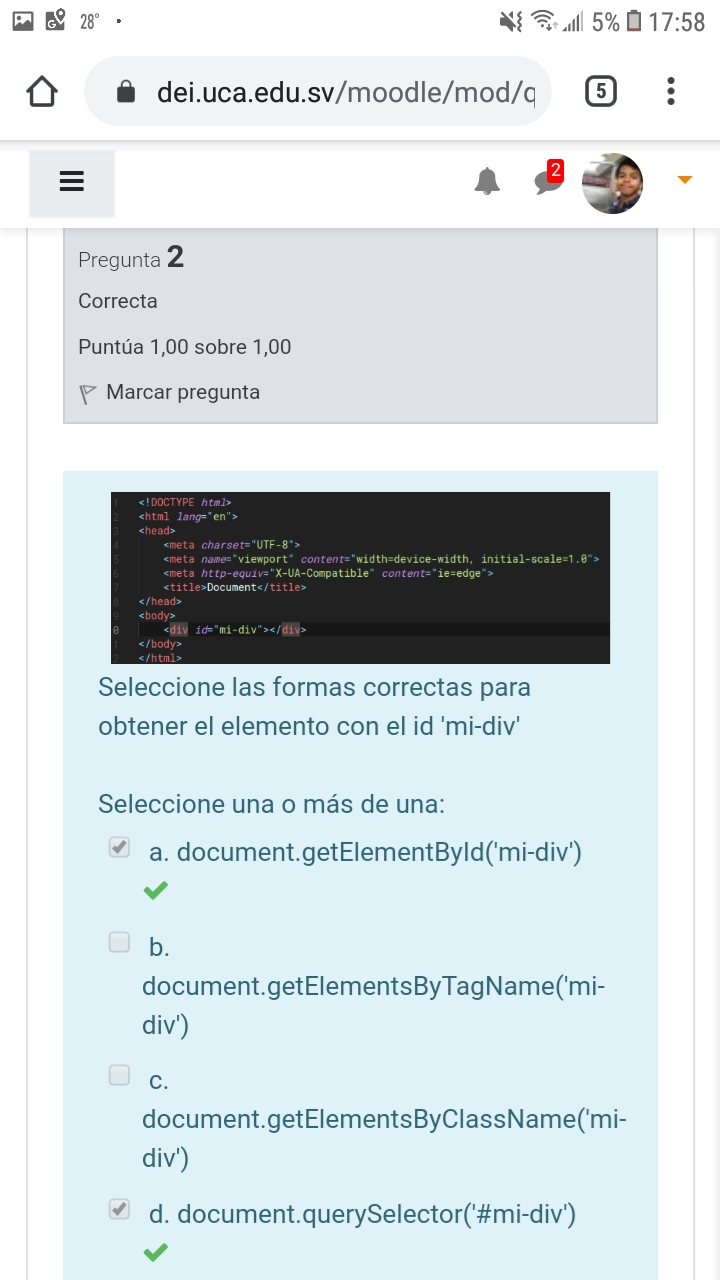 28° 5% 17:58
dei.uca.edu.sv/moodle/mod/q 5
2
Pregunta 2
Correcta
Puntúa 1,00 sobre 1,00
Marcar pregunta
1 <!DOCTYPE html>
2 <html lang="en">
3 <head>
4 <meta charset="UTF-8">
5 <meta name="viewport" content="width=device-width, initial-scale=1.0">
6 <meta http-equiv="X-UA-Compatible" content="ie=edge">
7 <title>Document</title>
8 </head>
9 <body>
0 <div id="mi-div"></div>
1 </body>
2 </html>
Seleccione las formas correctas para
obtener el elemento con el id 'mi-div'
Seleccione una o más de una:
a. document.getElementById('mi-div')
b.
document.getElementsByTagName('mi-
div')
c.
document.getElementsByClassName('mi-
div')
d. document.querySelector('#mi-div')